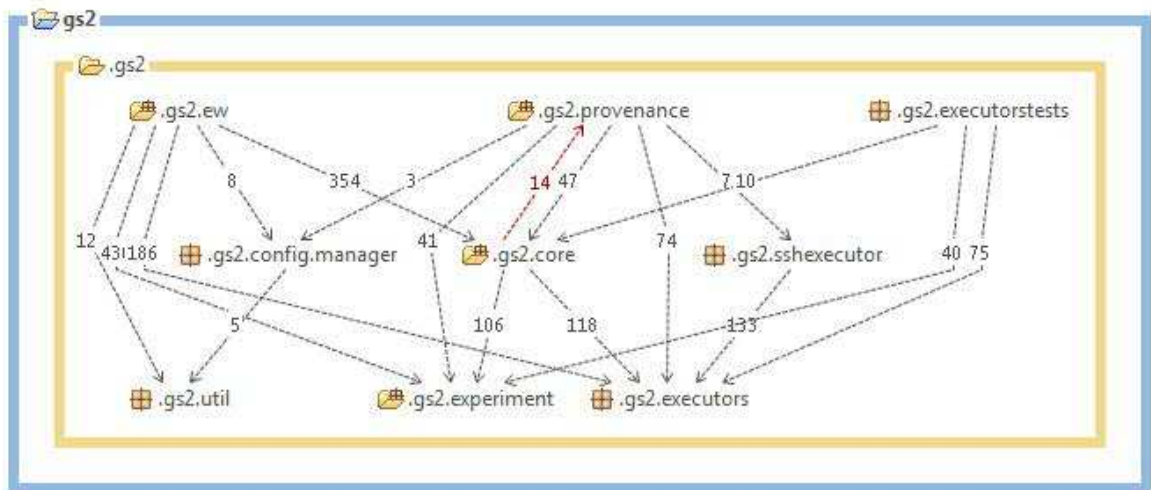 gs2
.gs2
.gs2.ew
.gs2.provenance
.gs2.executorstests
8
354
3
14
47
7
10
12
43
186
.gs2.config.manager
41
.gs2.core
74
.gs2.sshexecutor
40
75
5
106
118
133
.gs2.util
.gs2.experiment
.gs2.executors